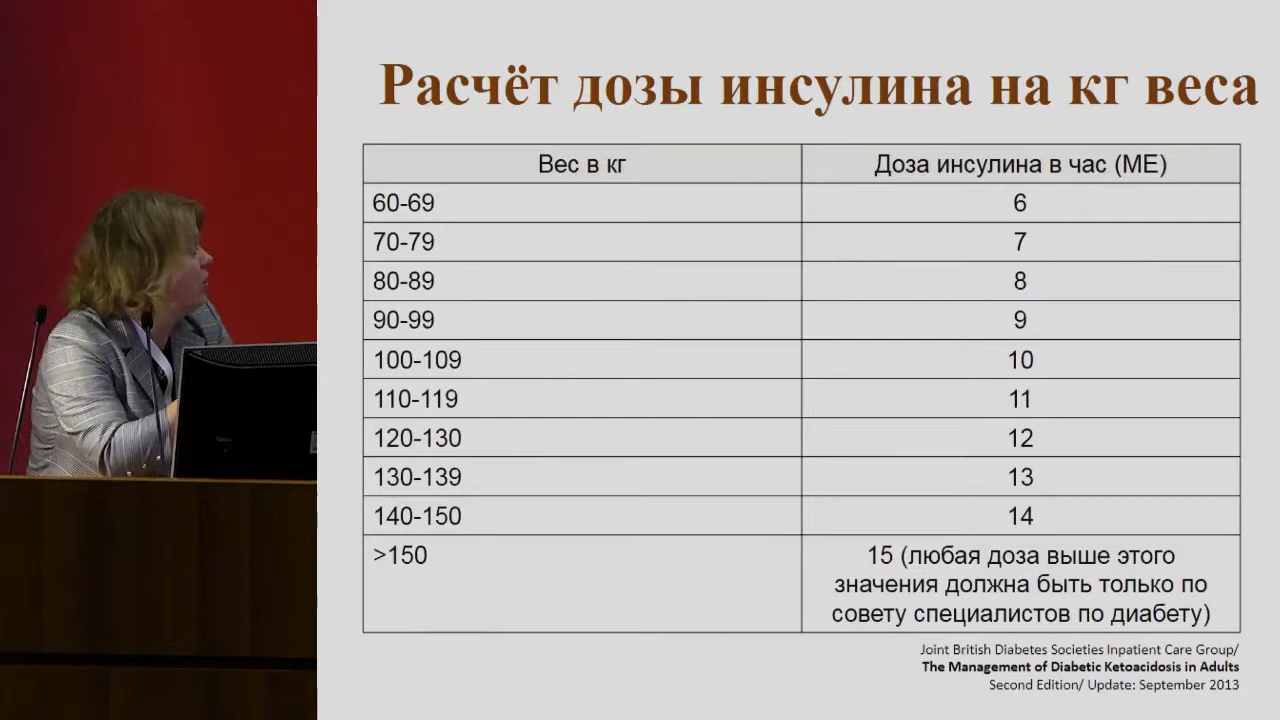 Расчёт дозы инсулина на кг веса
Вес в кг
Доза инсулина в час (МЕ)
60-69
6
70-79
7
80-89
8
90-99
9
100-109
10
110-119
11
120-130
12
130-139
13
140-150
14
>150
15 (любая доза выше этого
значения должна быть только по
совету специалистов по диабету)
Joint British Diabetes Societies Inpatient Care Group/
The Management of Diabetic Ketoacidosis in Adults
Second Edition/ Update: September 2013